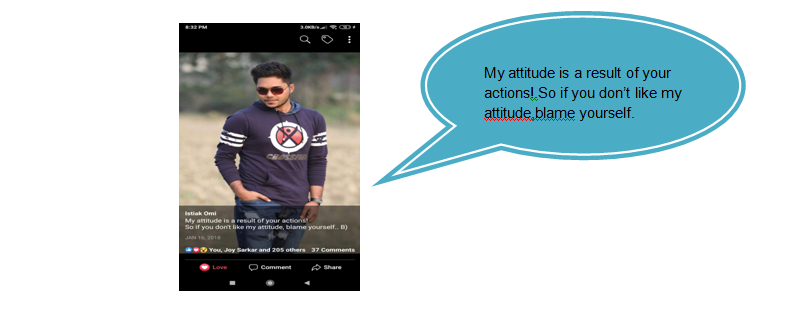 8:32 PM 3.0KB/s
Istiak Omi
My attitude is a result of your actions!
So if you don't like my attitude, blame yourself.. B)
JAN 16, 2019
You, Joy Sarkar and 205 others 37 Comments
Love Comment Share
My attitude is a result of your
actions!.So if you don't like my
attitude,blame yourself.